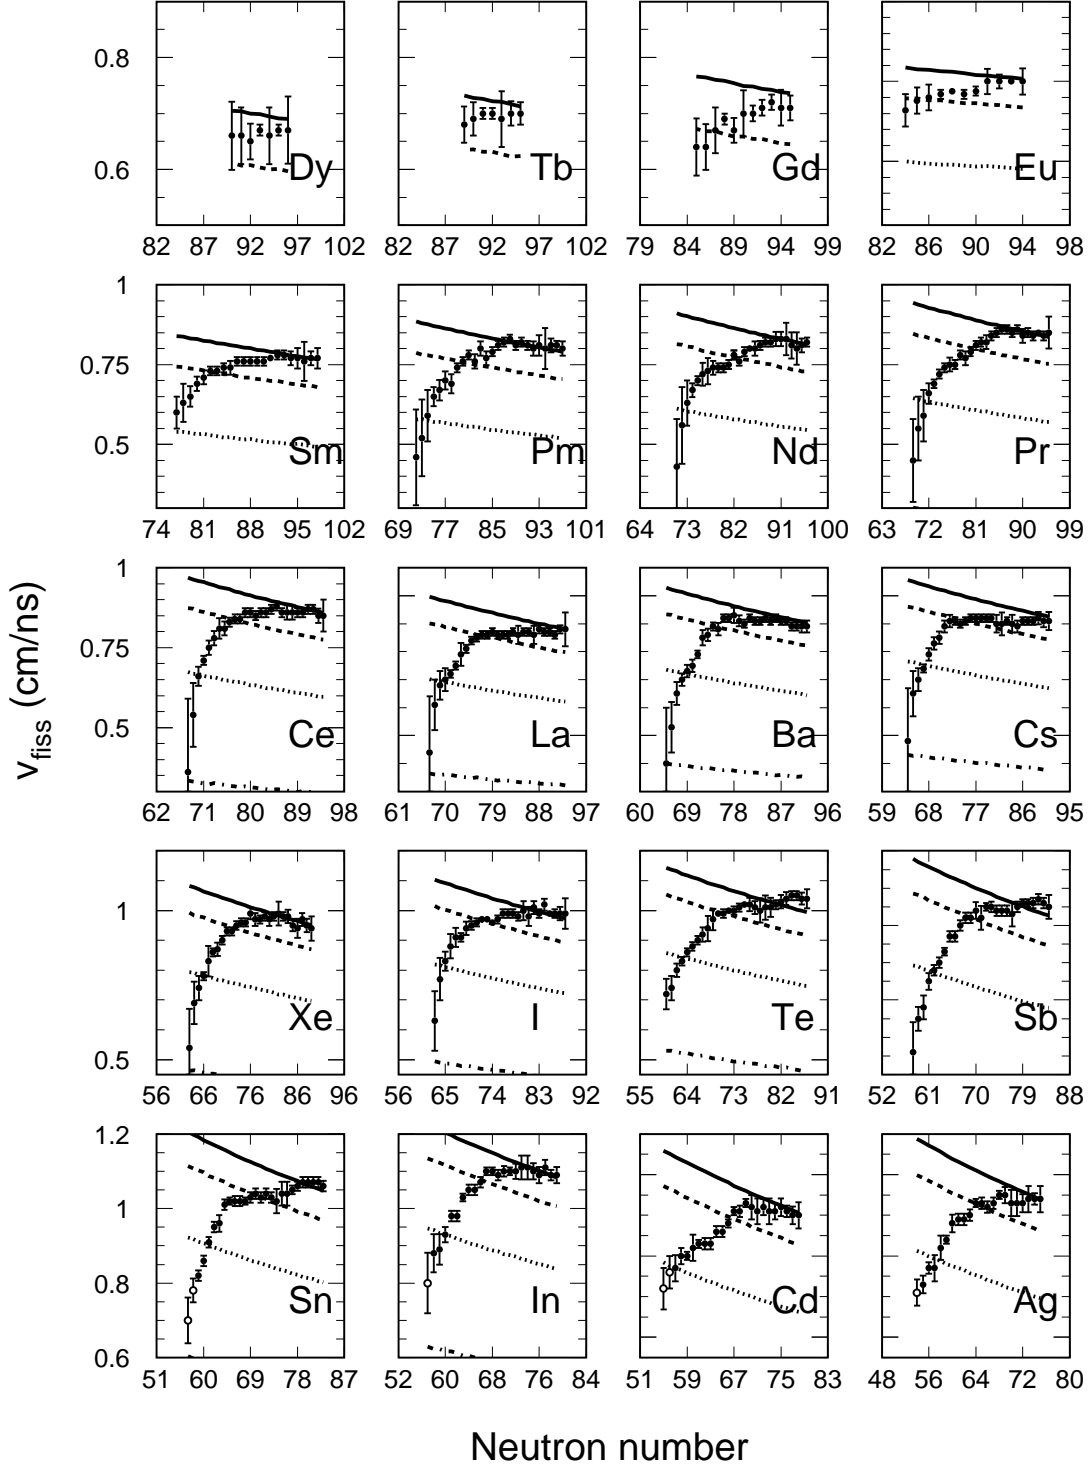 0.8
0.6
Dy Tb Gd Eu
82 87 92 97 102 82 87 92 97 102 79 84 89 94 99 82 86 90 94 98
1
0.75
0.5
Sm Pm Nd Pr
74 81 88 95 102 69 77 85 93 101 64 73 82 91 100 63 72 81 90 99
1
0.75
0.5
Ce La Ba Cs
62 71 80 89 98 61 70 79 88 97 60 69 78 87 96 59 68 77 86 95
v_fiss (cm/ns)
1
0.5
Xe I Te Sb
56 66 76 86 96 56 65 74 83 92 55 64 73 82 91 52 61 70 79 88
1.2
1
0.8
0.6
Sn In Cd Ag
51 60 69 78 87 52 60 68 76 84 51 59 67 75 83 48 56 64 72 80
Neutron number